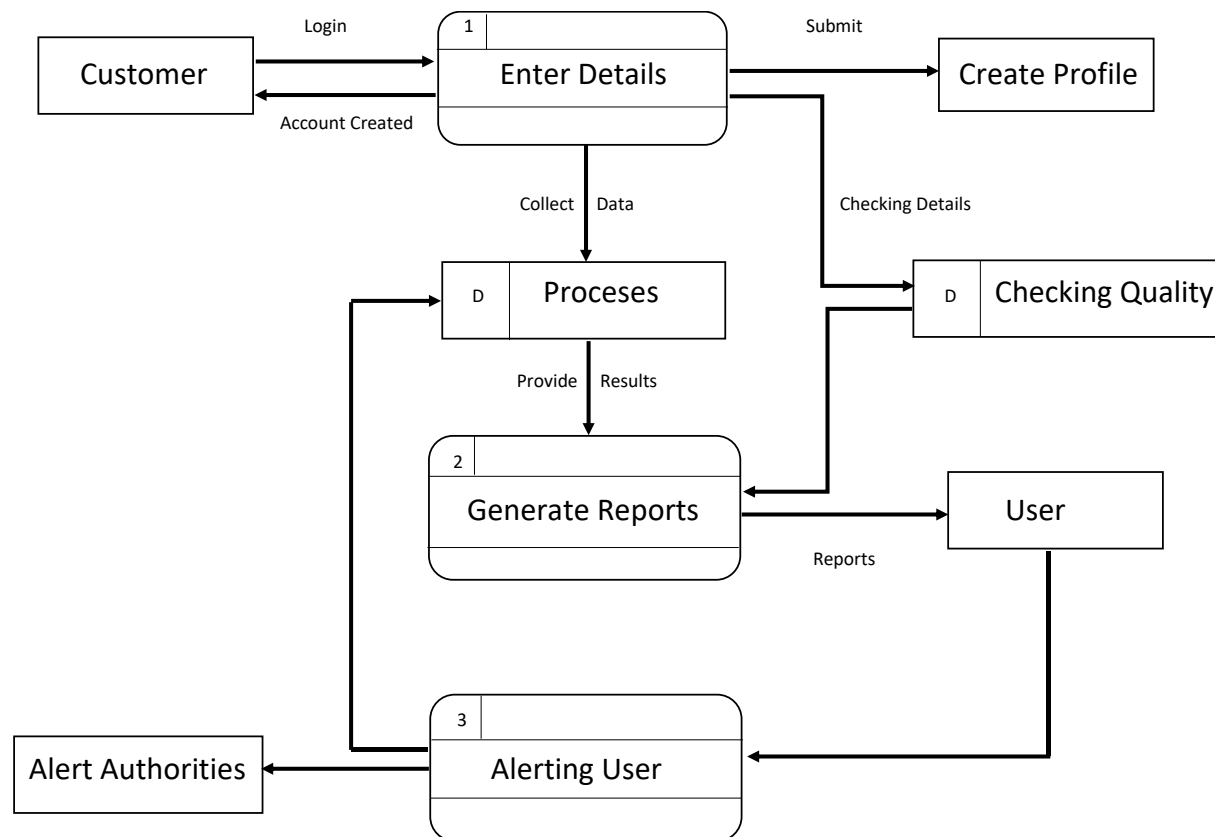 Login
1
Submit
Customer
Enter Details
Create Profile
Account Created
Collect Data
Checking Details
D
Proceses
D
Checking Quality
Provide Results
2
Generate Reports
User
Reports
3
Alert Authorities
Alerting User